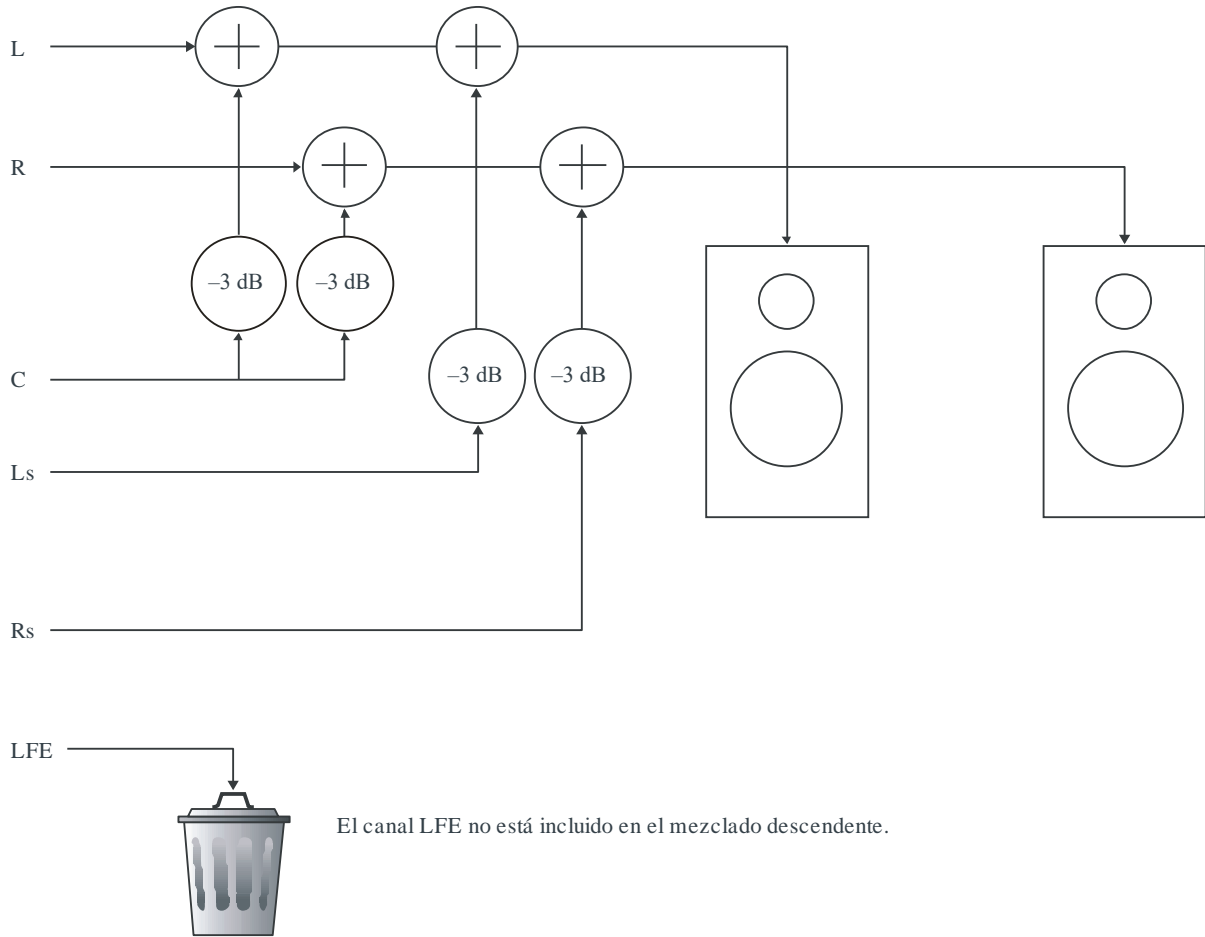 L
R
–3 dB –3 dB
C
–3 dB –3 dB
Ls
Rs
LFE
El canal LFE no está incluido en el mezclado descendente.